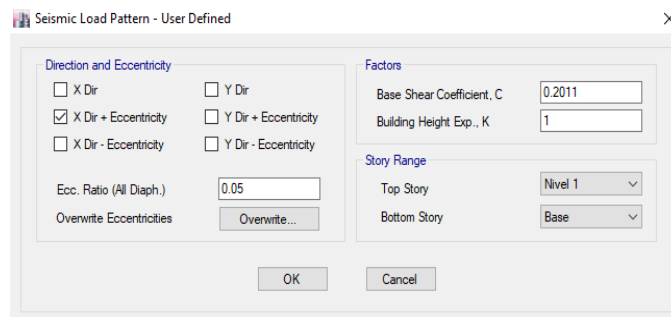 Seismic Load Pattern - User Defined
Direction and Eccentricity
X Dir
Y Dir
X Dir + Eccentricity
Y Dir + Eccentricity
X Dir - Eccentricity
Y Dir - Eccentricity
Ecc. Ratio (All Diaph.)
0.05
Overwrite Eccentricities
Overwrite...
Factors
Base Shear Coefficient, C
0.2011
Building Height Exp., K
1
Story Range
Top Story
Nivel 1
Bottom Story
Base
OK
Cancel